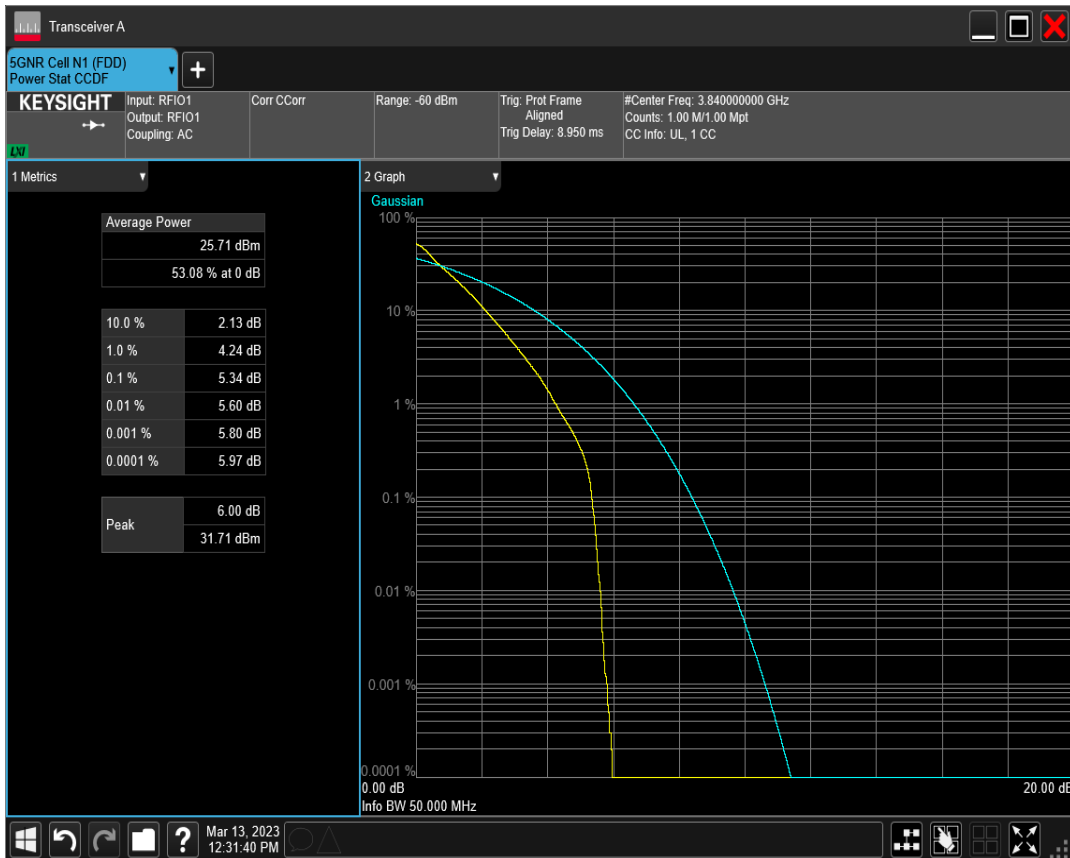 Transceiver A
5GNR Cell N1 (FDD)
Power Stat CCDF
KEYSIGHT
LXI
Input: RFIO1
Output: RFIO1
Coupling: AC
Corr CCorr
Range: -60 dBm
Trig: Prot Frame
Aligned
Trig Delay: 8.950 ms
#Center Freq: 3.840000000 GHz
Counts: 1.00 M/1.00 Mpt
CC Info: UL, 1 CC
1 Metrics
Average Power
25.71 dBm
53.08 % at 0 dB
10.0 % 2.13 dB
1.0 % 4.24 dB
0.1 % 5.34 dB
0.01 % 5.60 dB
0.001 % 5.80 dB
0.0001 % 5.97 dB
Peak
6.00 dB
31.71 dBm
2 Graph
Gaussian
100 %
10 %
1 %
0.1 %
0.01 %
0.001 %
0.0001 %
0.00 dB 20.00 dB
Info BW 50.000 MHz
?
Mar 13, 2023
12:31:40 PM